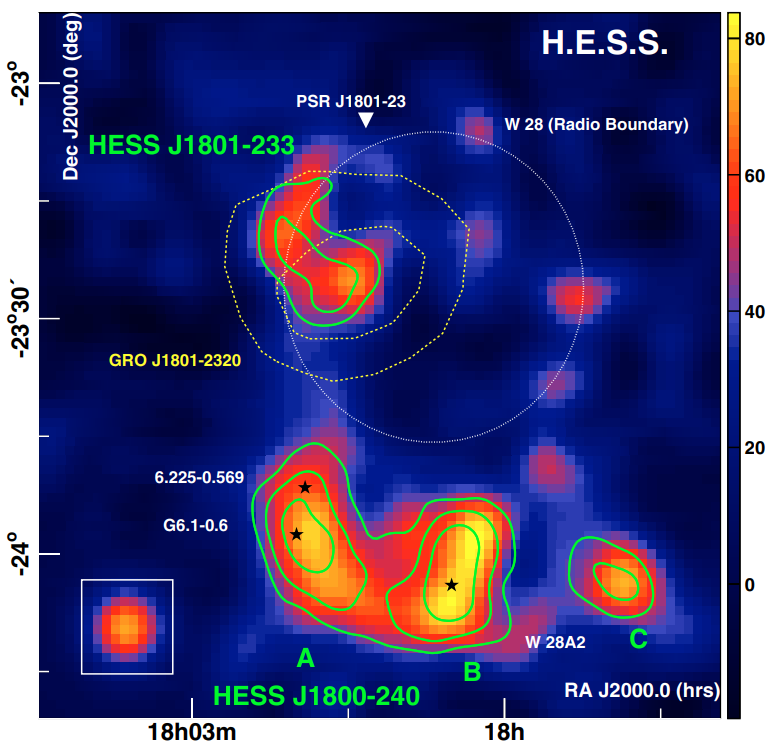 H.E.S.S.
Dec J2000.0 (deg)
-23°
PSR J1801-23
W 28 (Radio Boundary)
HESS J1801-233
-23°30´
GRO J1801-2320
6.225-0.569
G6.1-0.6
-24°
W 28A2
A
B
C
HESS J1800-240
RA J2000.0 (hrs)
18h03m
18h
80
60
40
20
0